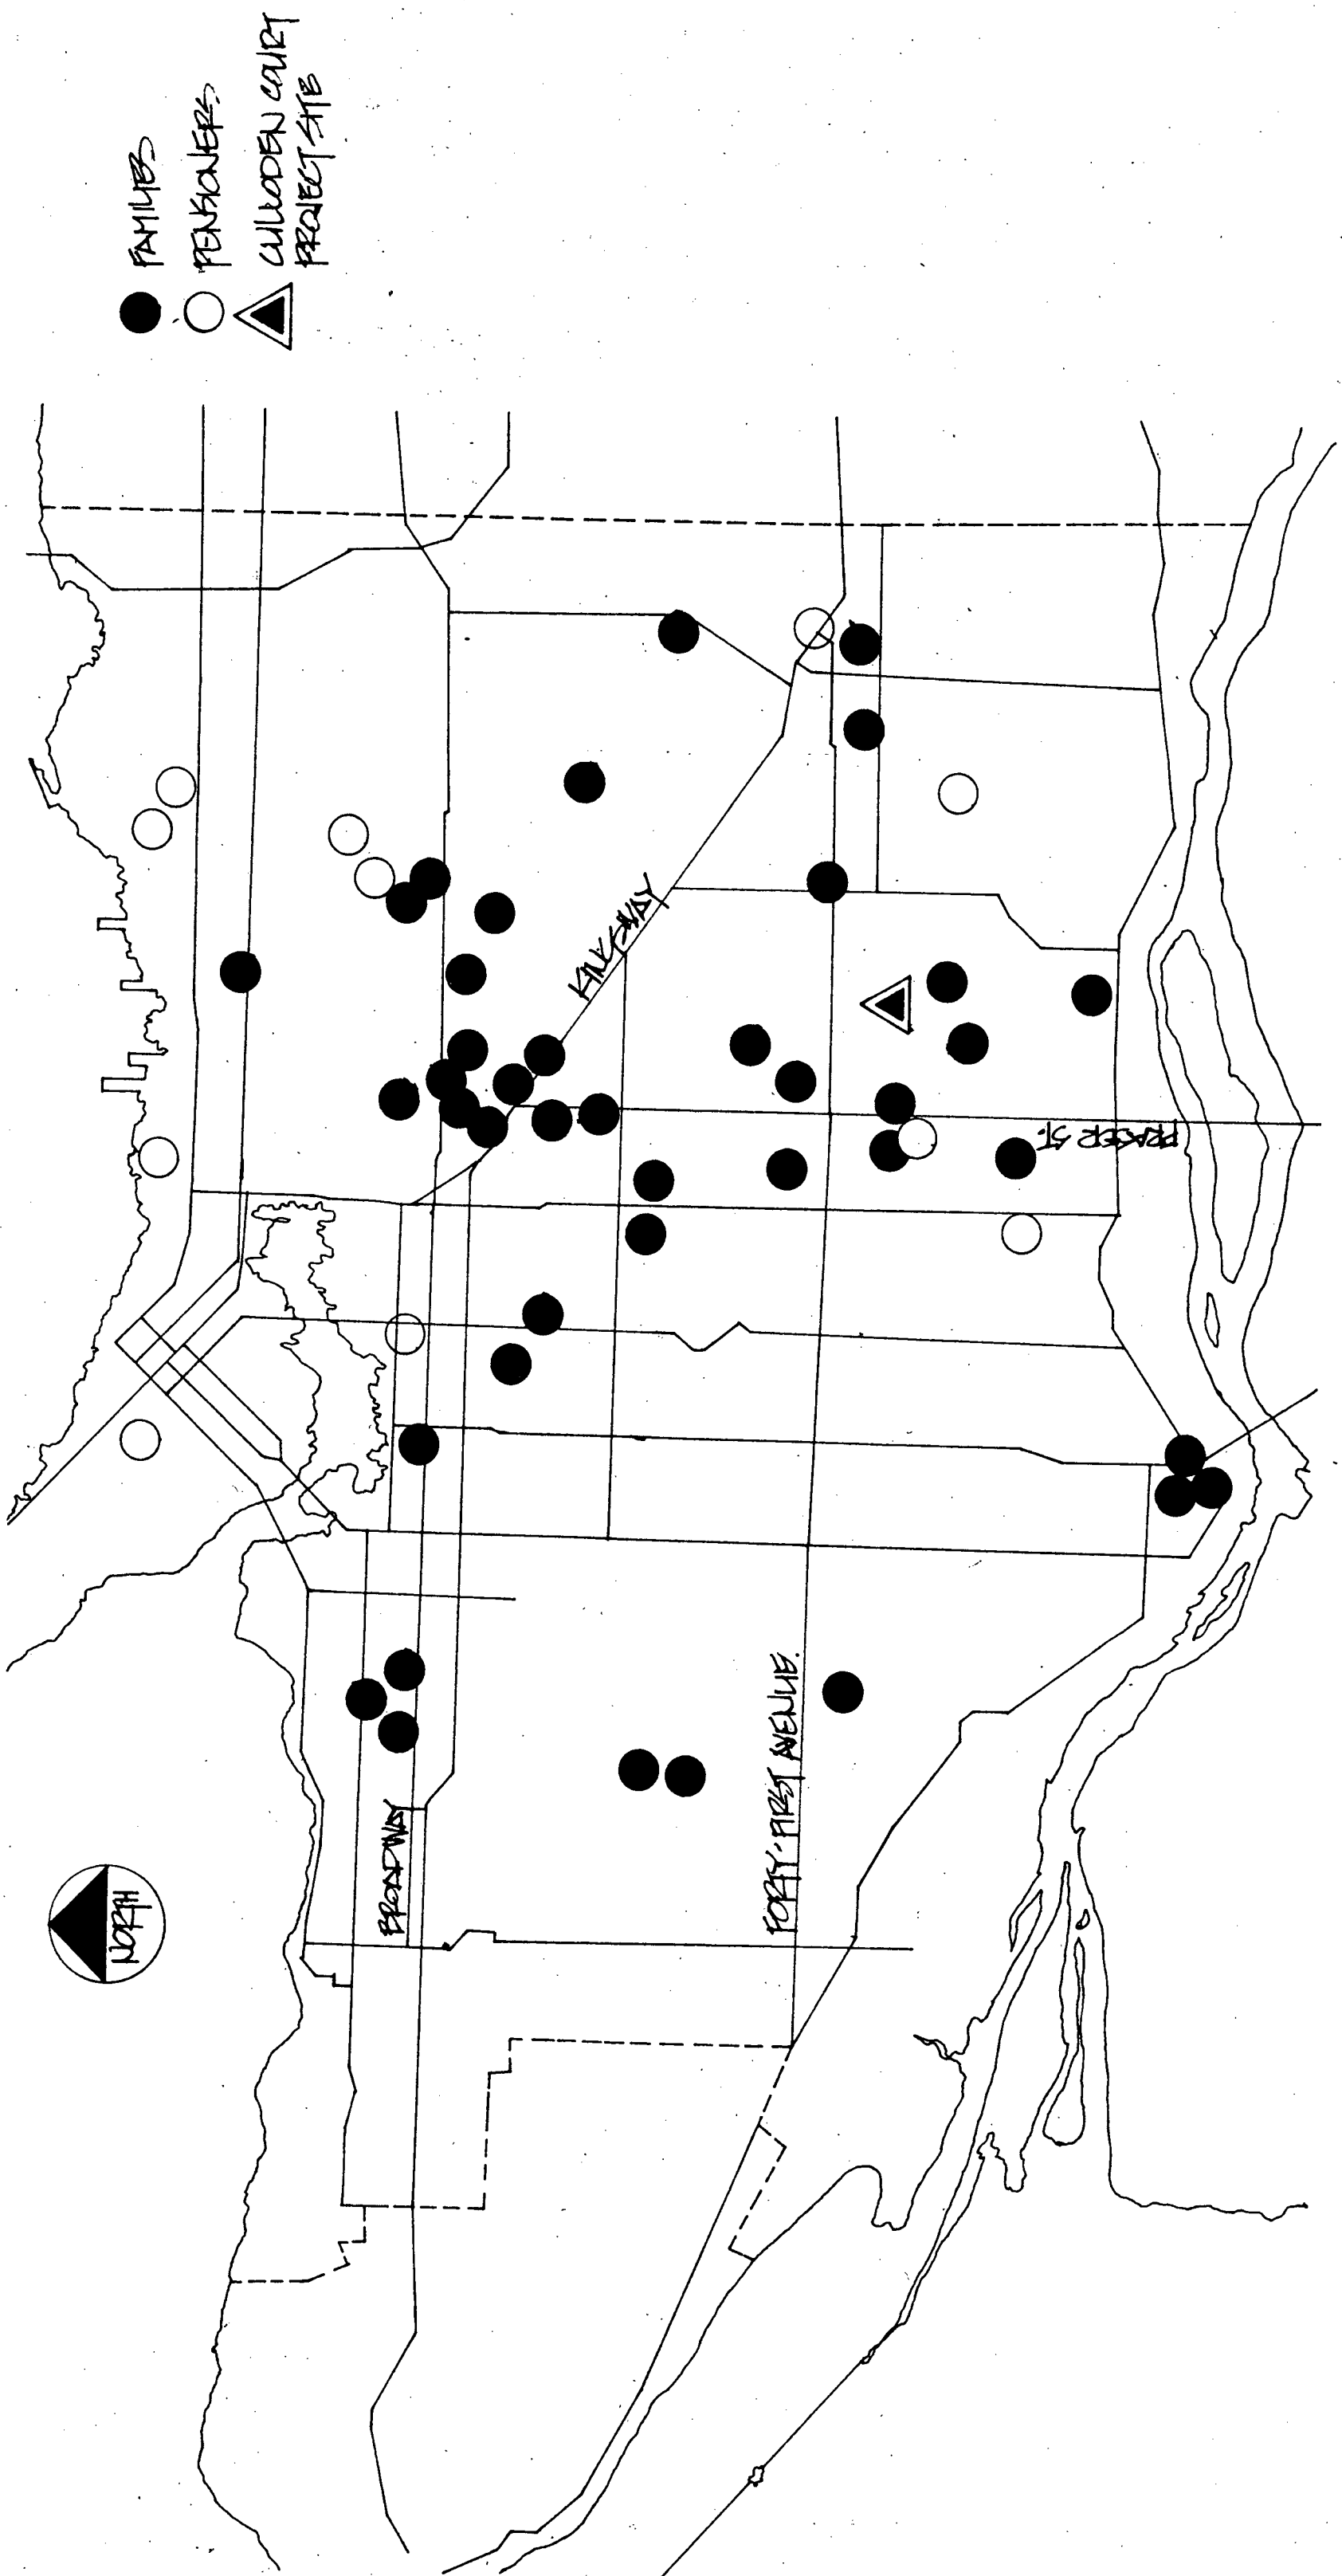 FAMILIES
PENSIONERS
CULLODEN COURT
PROJECT SITE
KINGSWAY
FRASER ST.
FORTY-FIRST AVENUE.
BROADWAY
NORTH